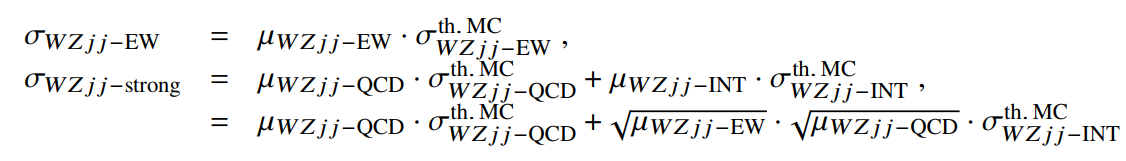 σ_{WZjj−EW} = μ_{WZjj−EW} · σ^{th. MC}_{WZjj−EW} ,
σ_{WZjj−strong} = μ_{WZjj−QCD} · σ^{th. MC}_{WZjj−QCD} + μ_{WZjj−INT} · σ^{th. MC}_{WZjj−INT} ,
= μ_{WZjj−QCD} · σ^{th. MC}_{WZjj−QCD} + √μ_{WZjj−EW} · √μ_{WZjj−QCD} · σ^{th. MC}_{WZjj−INT}